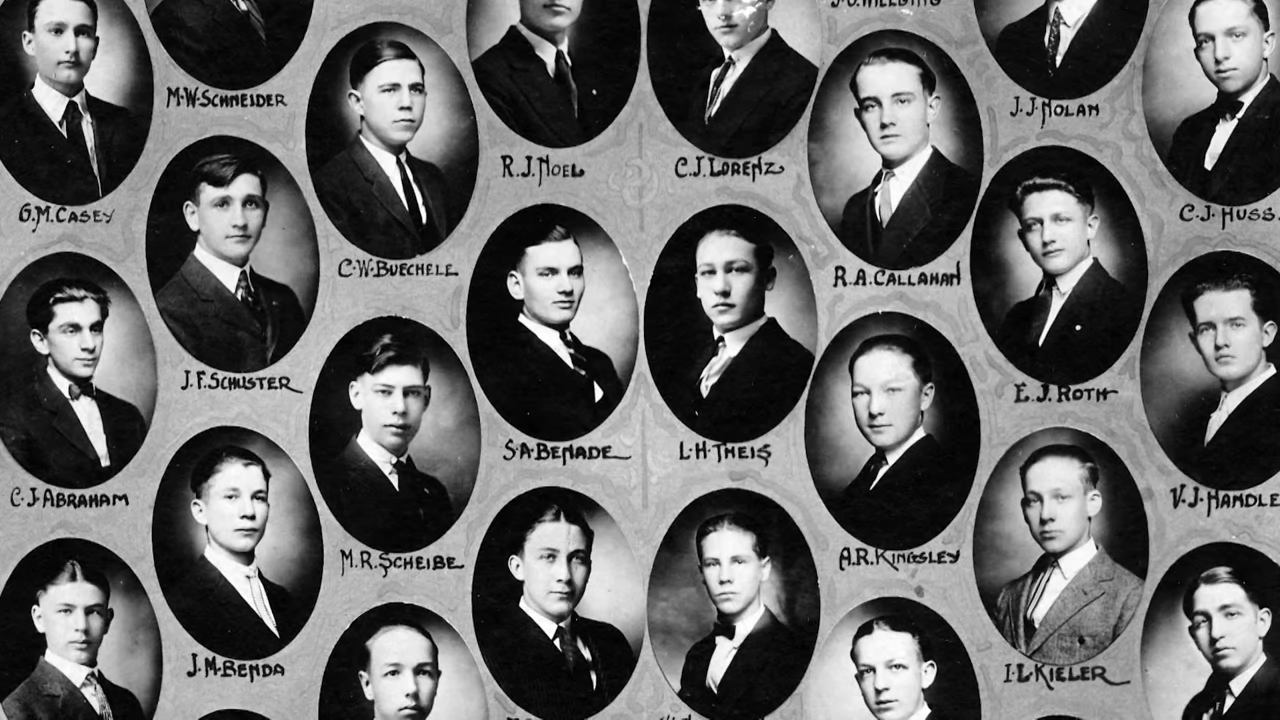 J.J. NOLAN
M.W. SCHNEIDER
R.J. NOEL
C.J. LORENZ
G.M. CASEY
C.J. HUSS.
C.W. BUECHELE
R.A. CALLAHAN
J.F. SCHUSTER
E.J. ROTH
S.A. BENADE
L.H. THEIS
C.J. ABRAHAM
V.J. HANDLE
M.R. SCHEIBE
A.R. KINGSLEY
J.M. BENDA
I.L. KIELER